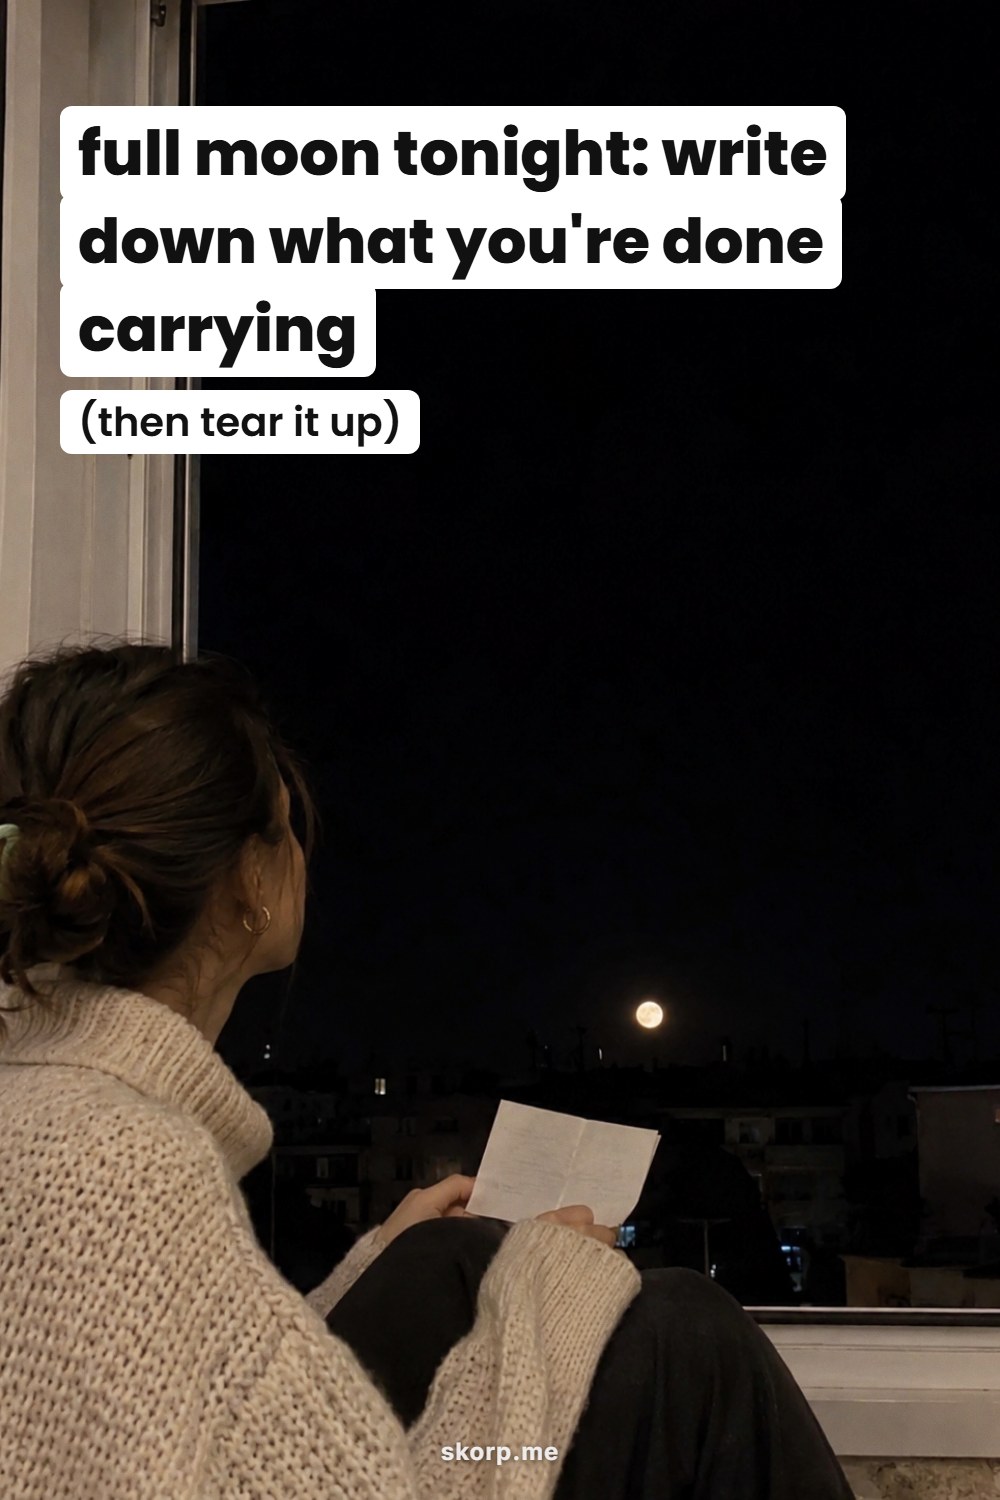 full moon tonight: write
down what you're done
carrying
(then tear it up)
skorp.me